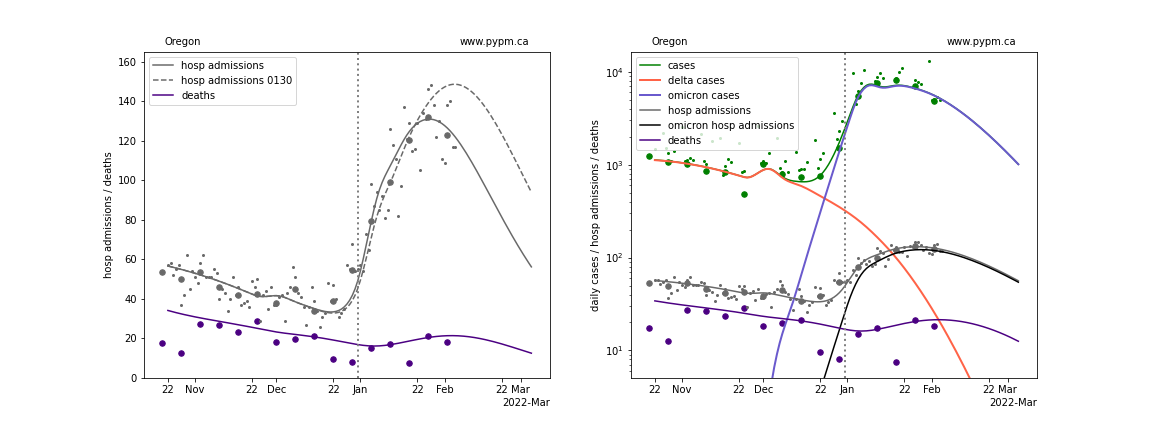 Oregon
www.pypm.ca
hosp admissions
hosp admissions 0130
deaths
hosp admissions / deaths
160
140
120
100
80
60
40
20
0
22 Nov 22 Dec 22 Jan 22 Feb 22 Mar
2022-Mar
Oregon
www.pypm.ca
cases
delta cases
omicron cases
hosp admissions
omicron hosp admissions
deaths
daily cases / hosp admissions / deaths
10⁴
10³
10²
10¹
22 Nov 22 Dec 22 Jan 22 Feb 22 Mar
2022-Mar